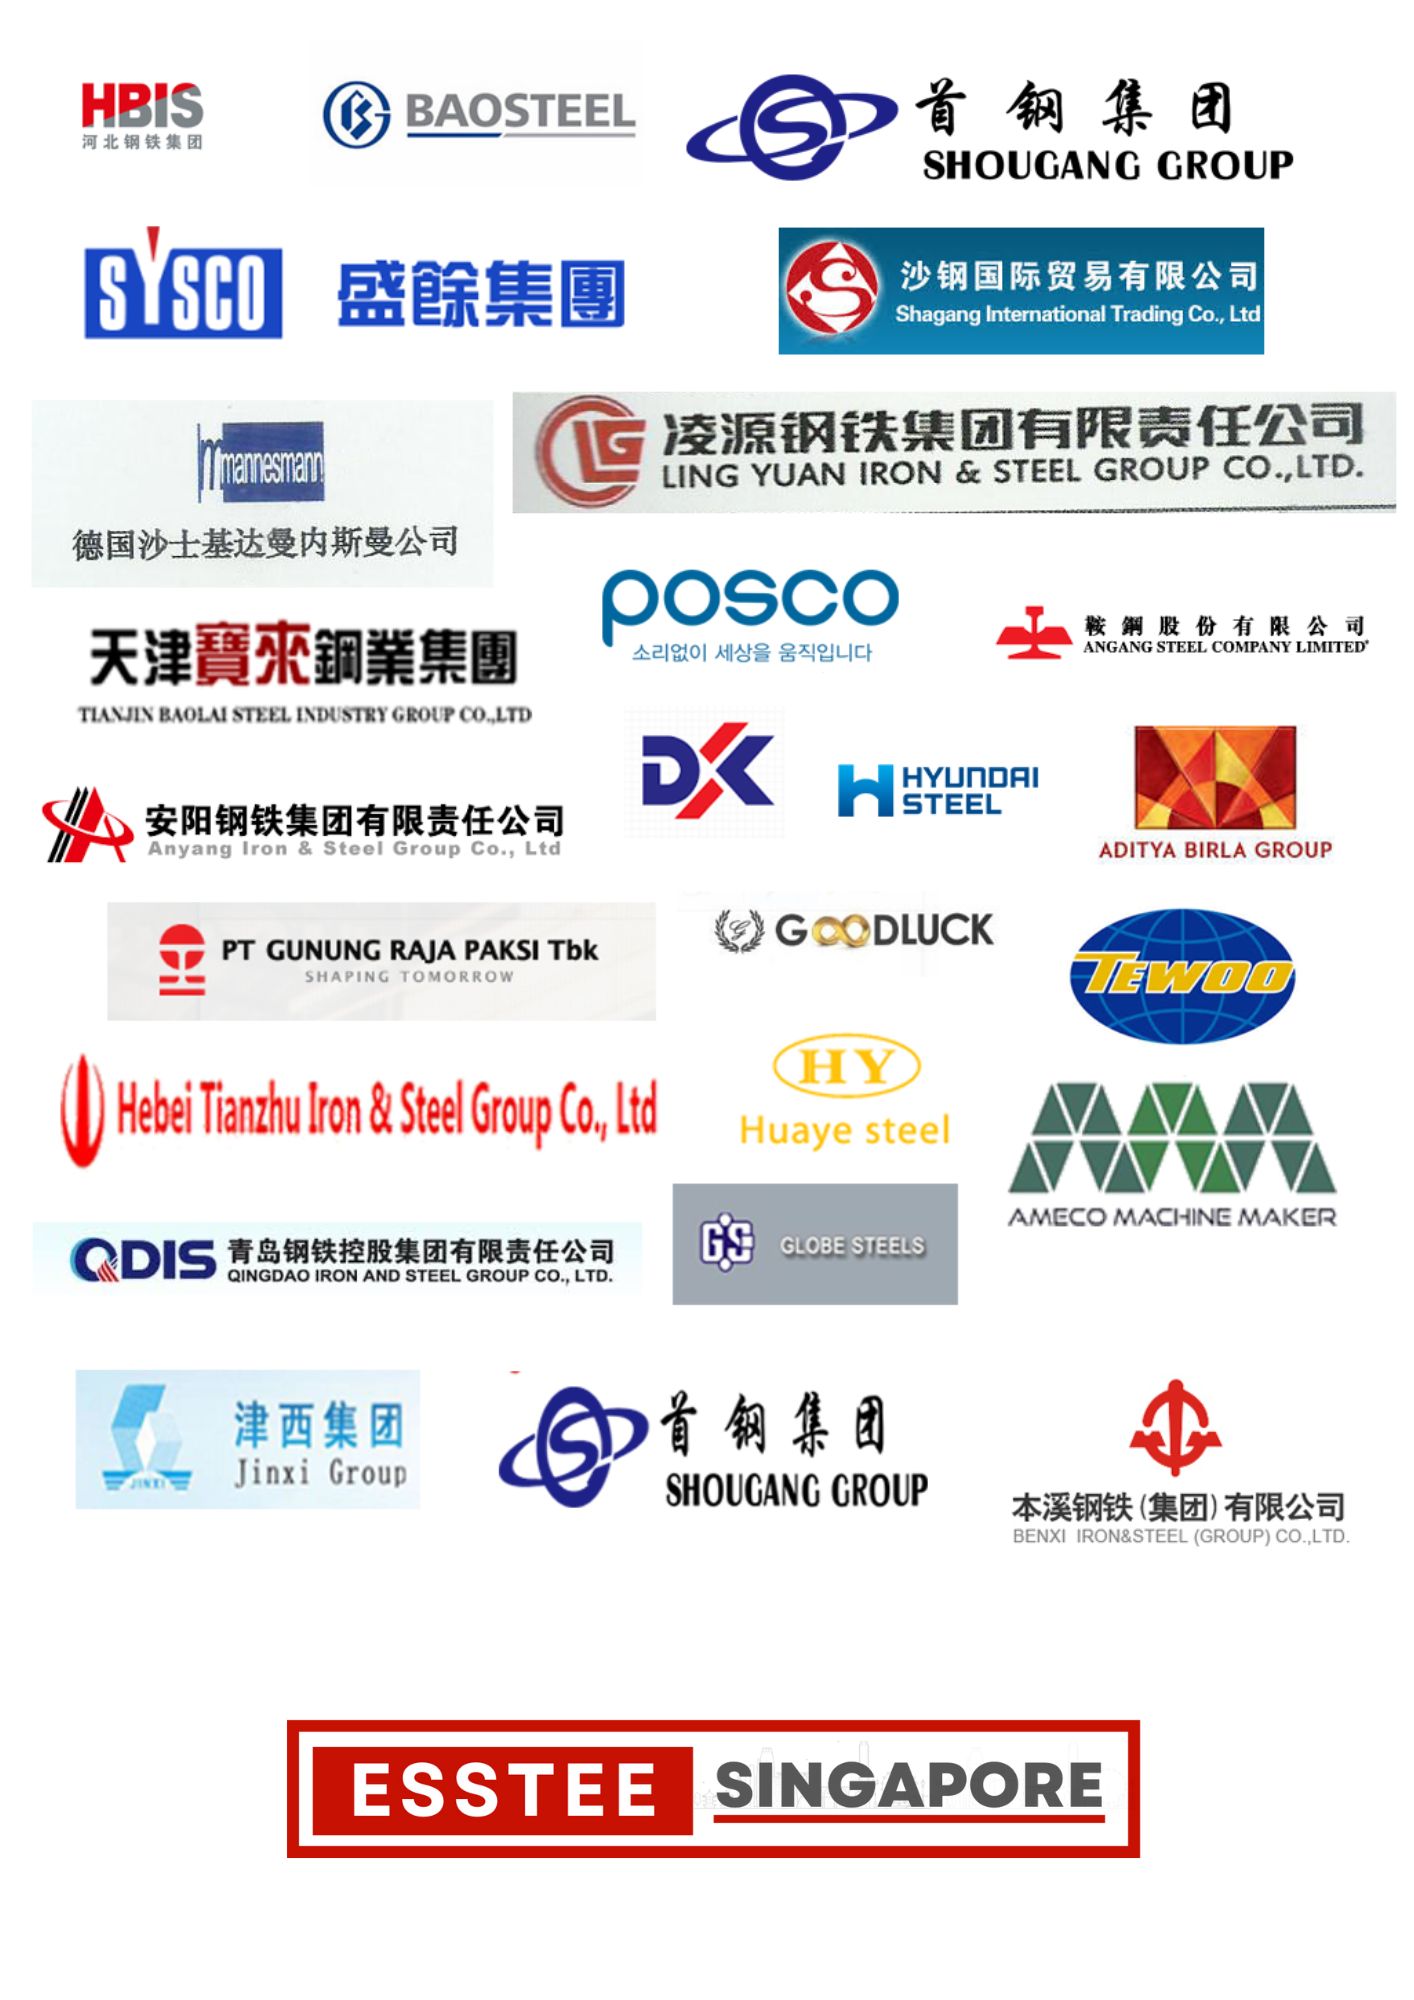 HBIS
河北钢铁集团
BAOSTEEL
首钢集团
SHOUGANG GROUP
SYSCO
盛餘集團
沙钢国际贸易有限公司
Shagang International Trading Co., Ltd
mannesmann
德国沙士基达曼内斯曼公司
LG
凌源钢铁集团有限责任公司
LING YUAN IRON & STEEL GROUP CO.,LTD.
posco
소리없이 세상을 움직입니다
鞍鋼股份有限公司
ANGANG STEEL COMPANY LIMITED
天津寶來鋼業集團
TIANJIN BAOLAI STEEL INDUSTRY GROUP CO.,LTD
DK
HYUNDAI
STEEL
ADITYA BIRLA GROUP
安阳钢铁集团有限责任公司
Anyang Iron & Steel Group Co., Ltd
PT GUNUNG RAJA PAKSI Tbk
SHAPING TOMORROW
G
GOODLUCK
TEWOO
Hebei Tianzhu Iron & Steel Group Co., Ltd
HY
Huaye steel
AMECO MACHINE MAKER
QDIS
青岛钢铁控股集团有限责任公司
QINGDAO IRON AND STEEL GROUP CO., LTD.
GS
GLOBE STEELS
JINXI
津西集团
Jinxi Group
首钢集团
SHOUGANG GROUP
本溪钢铁(集团)有限公司
BENXI IRON&STEEL (GROUP) CO.,LTD.
ESSTEE SINGAPORE